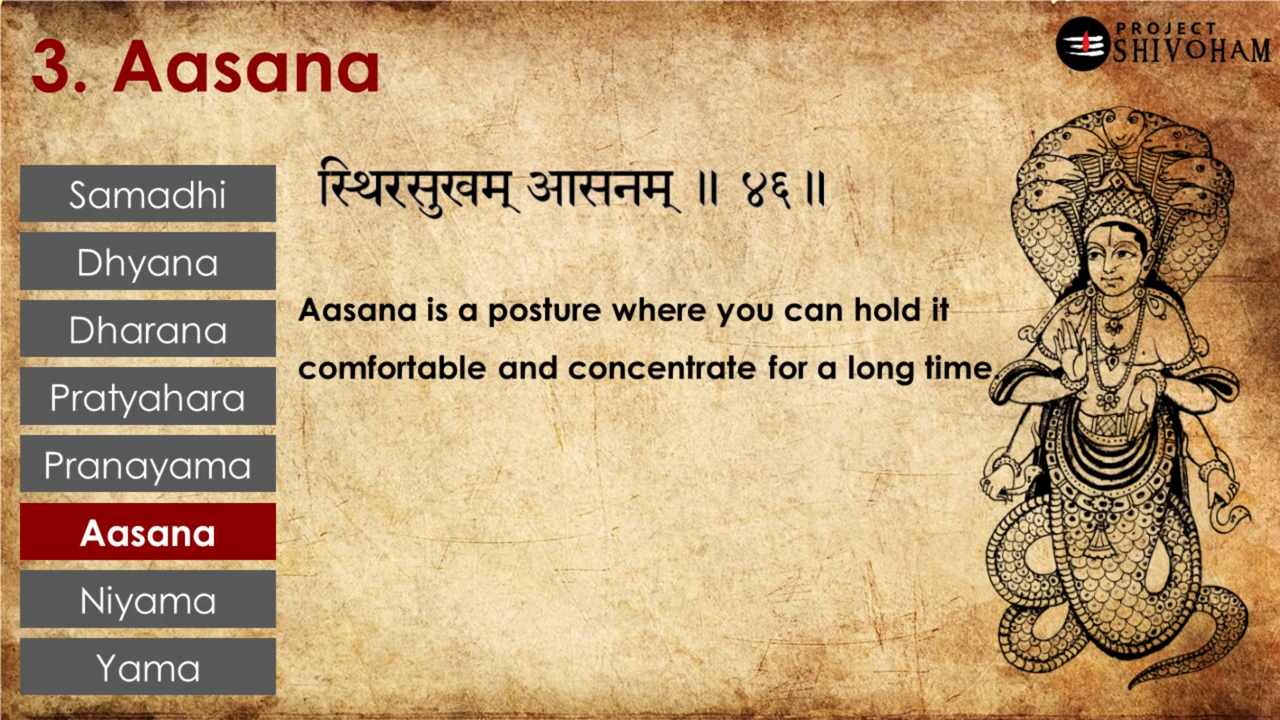 3. Aasana
PROJECT
SHIVOHAM
Samadhi
Dhyana
Dharana
Pratyahara
Pranayama
Aasana
Niyama
Yama
स्थिरसुखम् आसनम् ॥ ४६॥
Aasana is a posture where you can hold it
comfortable and concentrate for a long time.